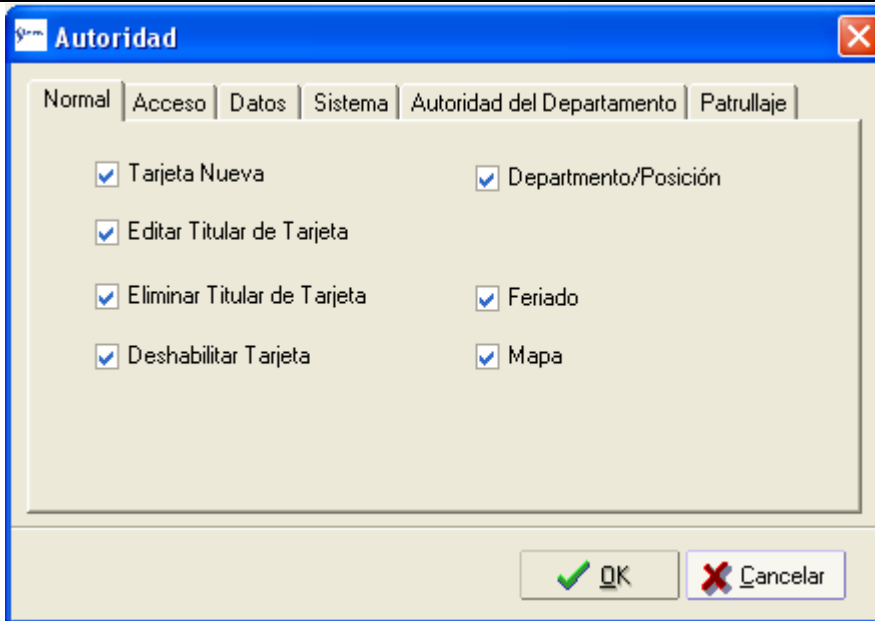 Autoridad
Normal Acceso Datos Sistema Autoridad del Departamento Patrullaje
Tarjeta Nueva Departmento/Posición
Editar Titular de Tarjeta
Eliminar Titular de Tarjeta Feriado
Deshabilitar Tarjeta Mapa
OK Cancelar